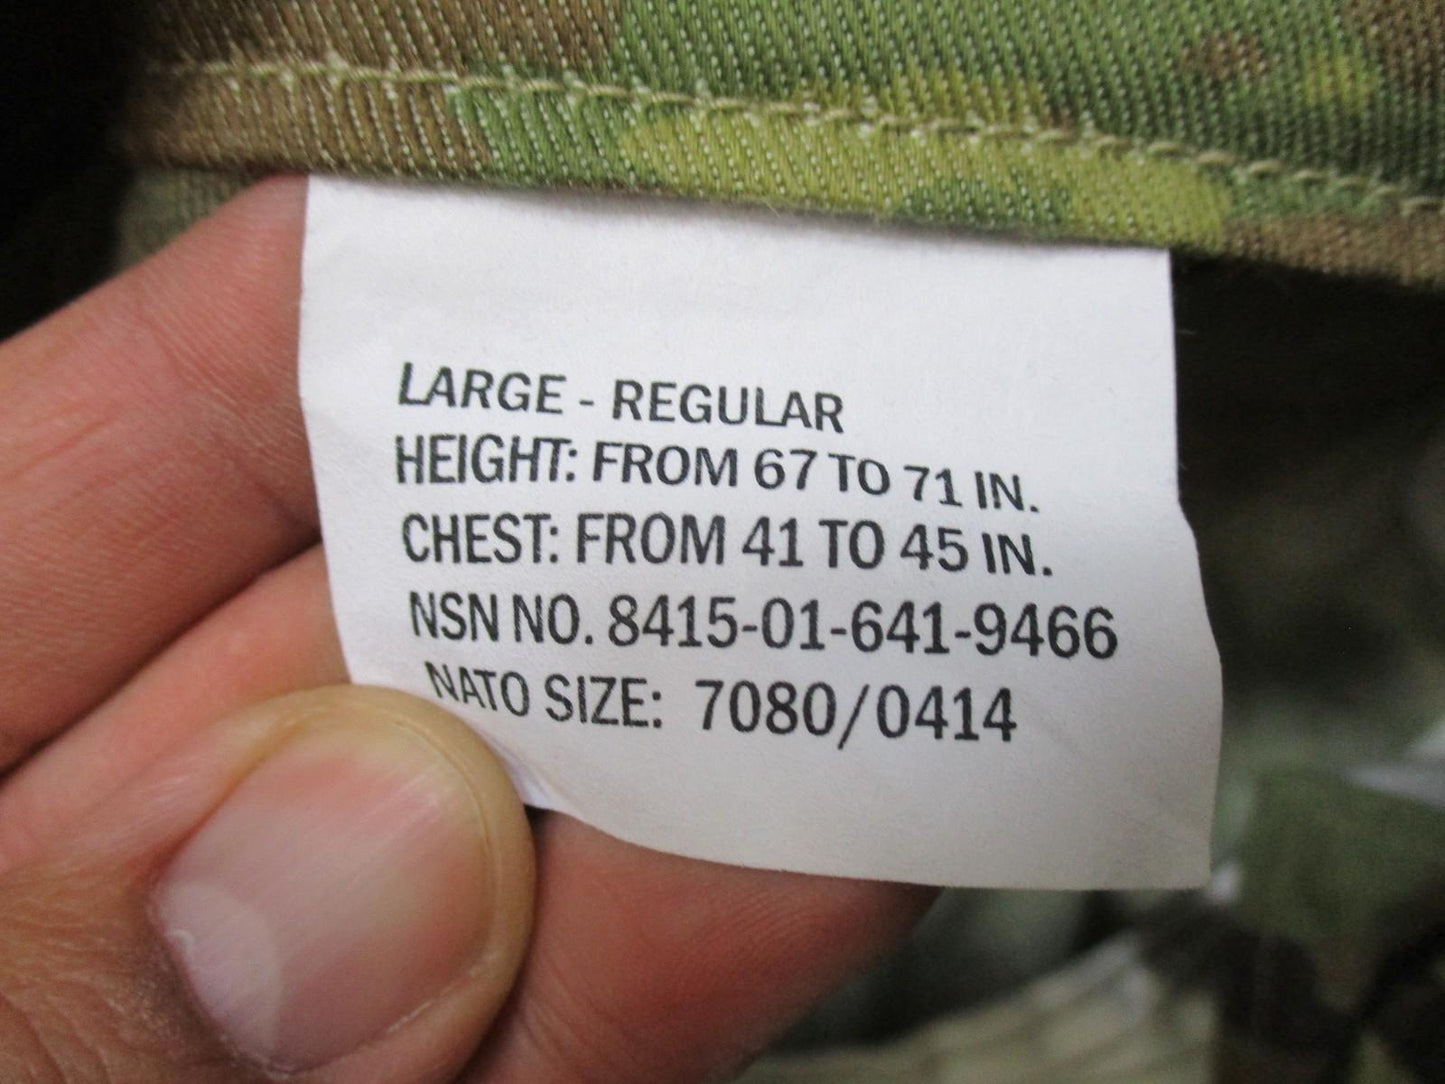 LARGE - REGULAR
HEIGHT: FROM 67 TO 71 IN.
CHEST: FROM 41 TO 45 IN.
NSN NO. 8415-01-641-9466
NATO SIZE: 7080/0414